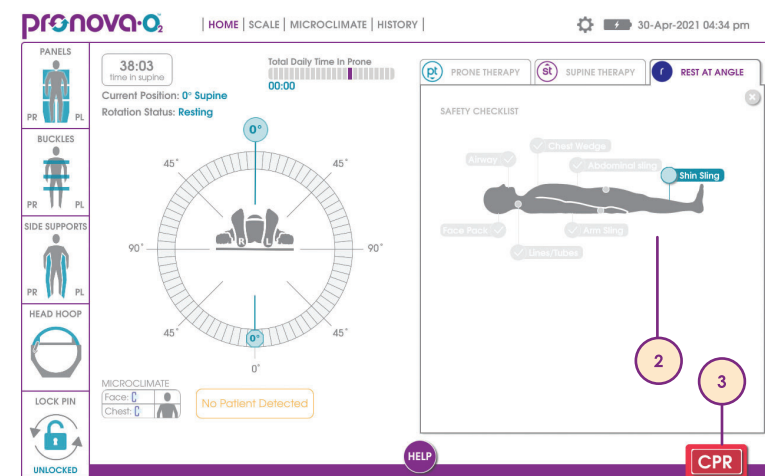 pronova·O2
| HOME | SCALE | MICROCLIMATE | HISTORY |
30-Apr-2021 04:34 pm
PANELS
PR PL
BUCKLES
PR PL
SIDE SUPPORTS
PR PL
HEAD HOOP
LOCK PIN
UNLOCKED
38:03
time in supine
Current Position: 0° Supine
Rotation Status: Resting
Total Daily Time In Prone
00:00
0°
45° 45°
R L
90° 90°
45° 45°
0°
0°
MICROCLIMATE
Face: C
Chest: C
No Patient Detected
pt PRONE THERAPY
st SUPINE THERAPY
r REST AT ANGLE
SAFETY CHECKLIST
Chest Wedge
Airway
Abdominal sling
Shin Sling
Face Pack
Arm Sling
Lines/Tubes
2
3
HELP
CPR